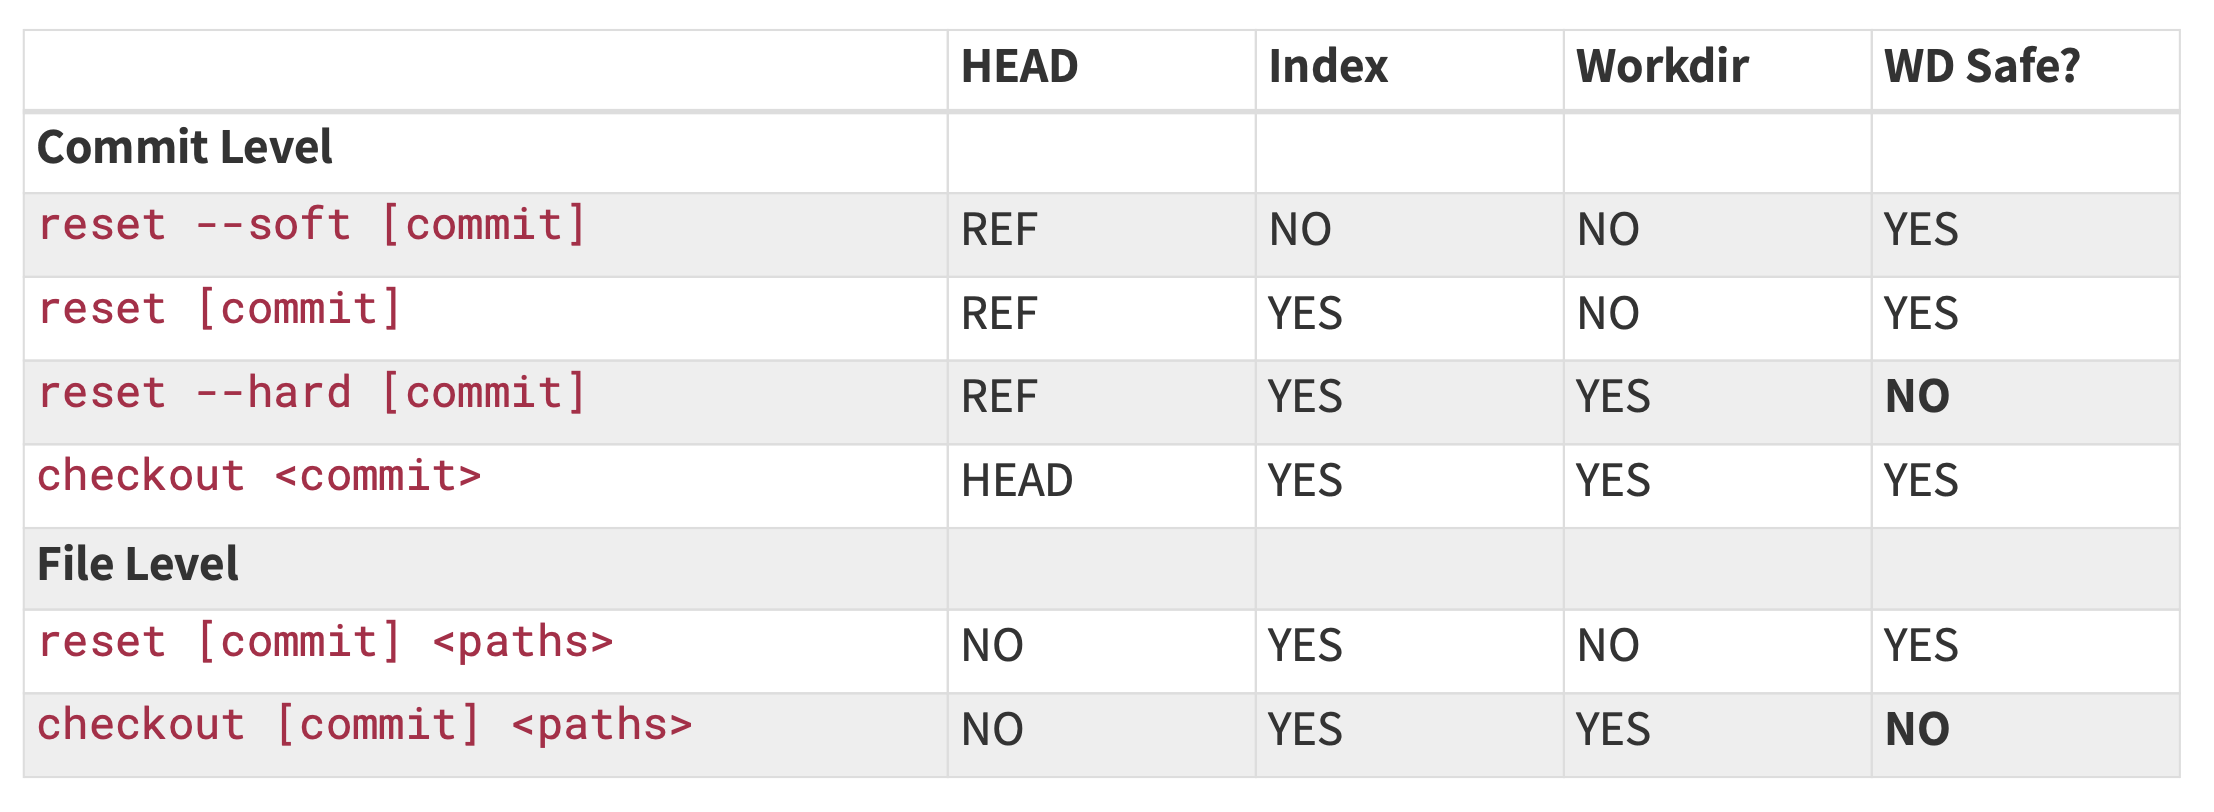 HEAD Index Workdir WD Safe?
Commit Level
reset --soft [commit] REF NO NO YES
reset [commit] REF YES NO YES
reset --hard [commit] REF YES YES NO
checkout <commit> HEAD YES YES YES
File Level
reset [commit] <paths> NO YES NO YES
checkout [commit] <paths> NO YES YES NO